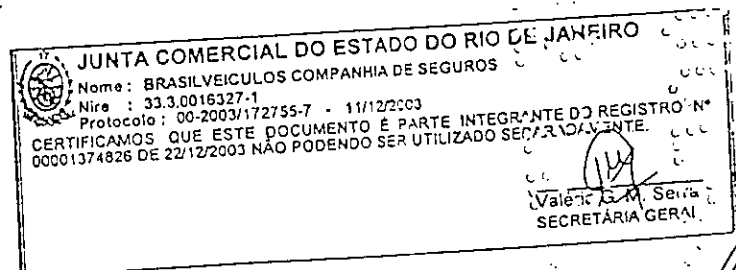 JUNTA COMERCIAL DO ESTADO DO RIO DE JANEIRO
Nome: BRASILVEICULOS COMPANHIA DE SEGUROS
Nire : 33.3.0016327-1
Protocolo: 00-2003/172755-7 - 11/12/2003
CERTIFICAMOS QUE ESTE DOCUMENTO É PARTE INTEGRANTE DO REGISTRO Nº
00001374826 DE 22/12/2003 NÃO PODENDO SER UTILIZADO SEPARADAMENTE.
G. M. Serra
SECRETÁRIA GERAL